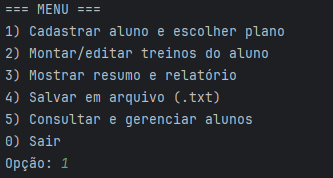 === MENU ===
1) Cadastrar aluno e escolher plano
2) Montar/editar treinos do aluno
3) Mostrar resumo e relatório
4) Salvar em arquivo (.txt)
5) Consultar e gerenciar alunos
0) Sair
Opção: 1